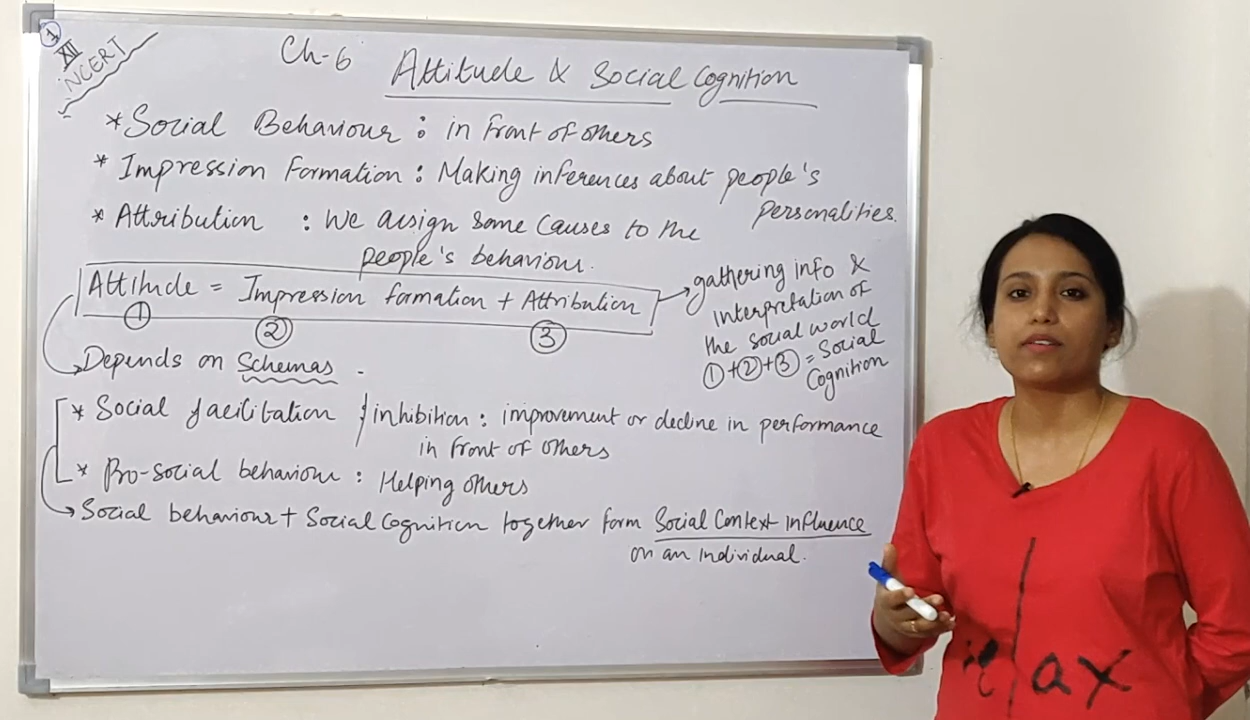 1
XII
NCERT
Ch-6 Attitude & Social Cognition
* Social Behaviour : in front of others
* Impression Formation : Making inferences about people's
personalities.
* Attribution : We assign some causes to the
people's behaviour.
Attitude = Impression formation + Attribution
1 2 3
→ gathering info &
interpretation of
the social world
1 + 2 + 3 = Social
Cognition
→ Depends on Schemas.
* Social facilitation / inhibition : improvement or decline in performance
in front of others
* Pro-social behaviour : Helping others
→ Social behaviour + Social Cognition together form Social Context influence
on an individual.
relax